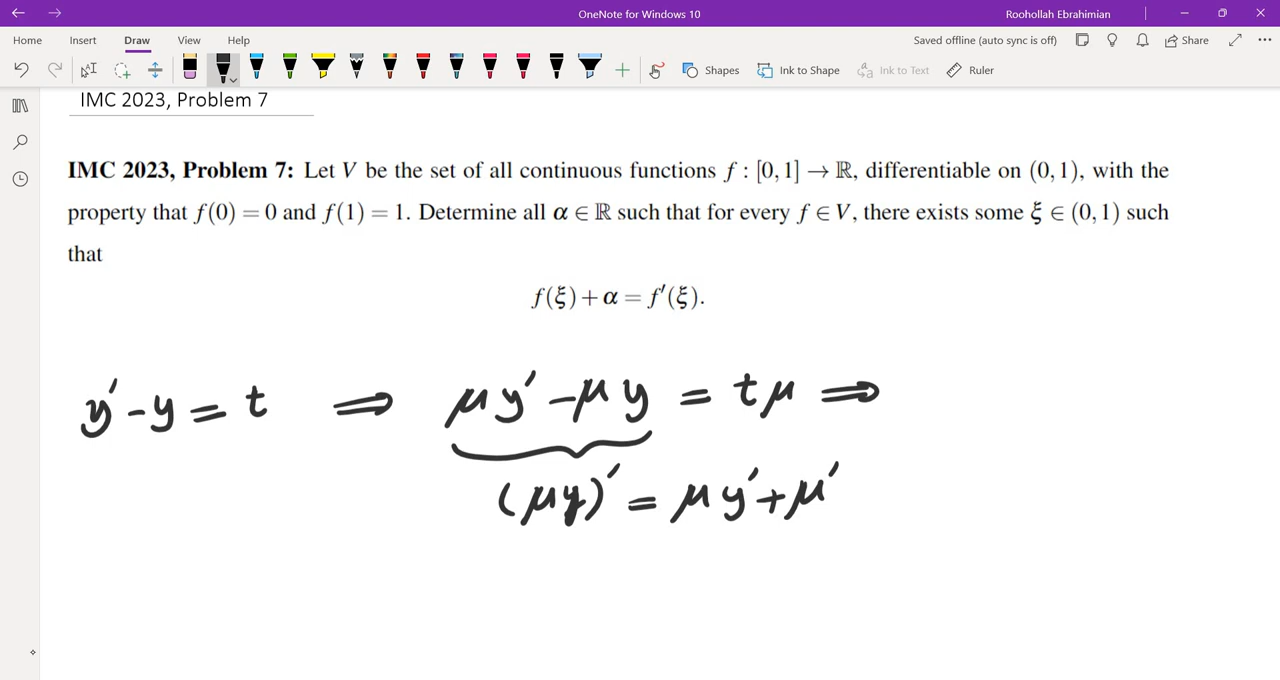 OneNote for Windows 10
Roohollah Ebrahimian
Home Insert Draw View Help
Saved offline (auto sync is off) Share
Shapes Ink to Shape Ink to Text Ruler
IMC 2023, Problem 7
IMC 2023, Problem 7: Let V be the set of all continuous functions f : [0,1] → ℝ, differentiable on (0,1), with the
property that f(0) = 0 and f(1) = 1. Determine all α ∈ ℝ such that for every f ∈ V, there exists some ξ ∈ (0,1) such
that
f(ξ) + α = f′(ξ).
y′ - y = t ⟹ μy′ - μy = tμ ⟹
(μy)′ = μy′ + μ′